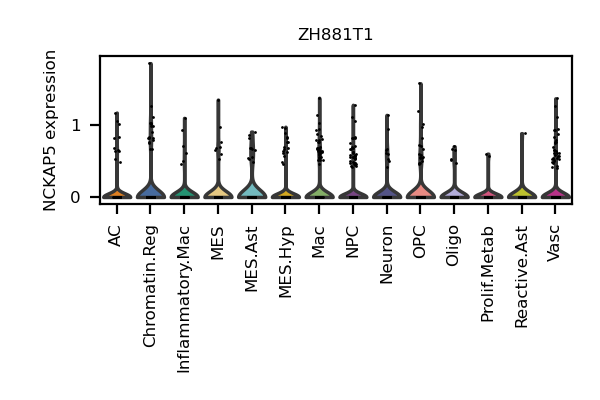 ZH881T1
NCKAP5 expression
1
0
AC
Chromatin.Reg
Inflammatory.Mac
MES
MES.Ast
MES.Hyp
Mac
NPC
Neuron
OPC
Oligo
Prolif.Metab
Reactive.Ast
Vasc